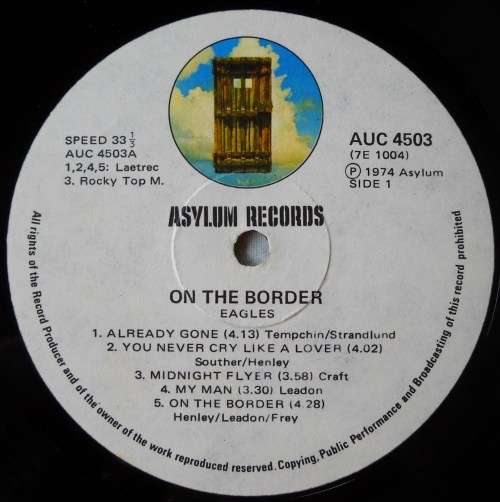 SPEED 33 1/3
AUC 4503A
1,2,4,5: Laetrec
3. Rocky Top M.
AUC 4503
(7E 1004)
Ⓟ 1974 Asylum
SIDE 1
ASYLUM RECORDS
ON THE BORDER
EAGLES
1. ALREADY GONE (4.13) Tempchin/Strandlund
2. YOU NEVER CRY LIKE A LOVER (4.02)
Souther/Henley
3. MIDNIGHT FLYER (3.58) Craft
4. MY MAN (3.30) Leadon
5. ON THE BORDER (4.28)
Henley/Leadon/Frey
All rights of the Record Producer and of the owner of the work reproduced reserved. Copying, Public Performance and Broadcasting of this record prohibited